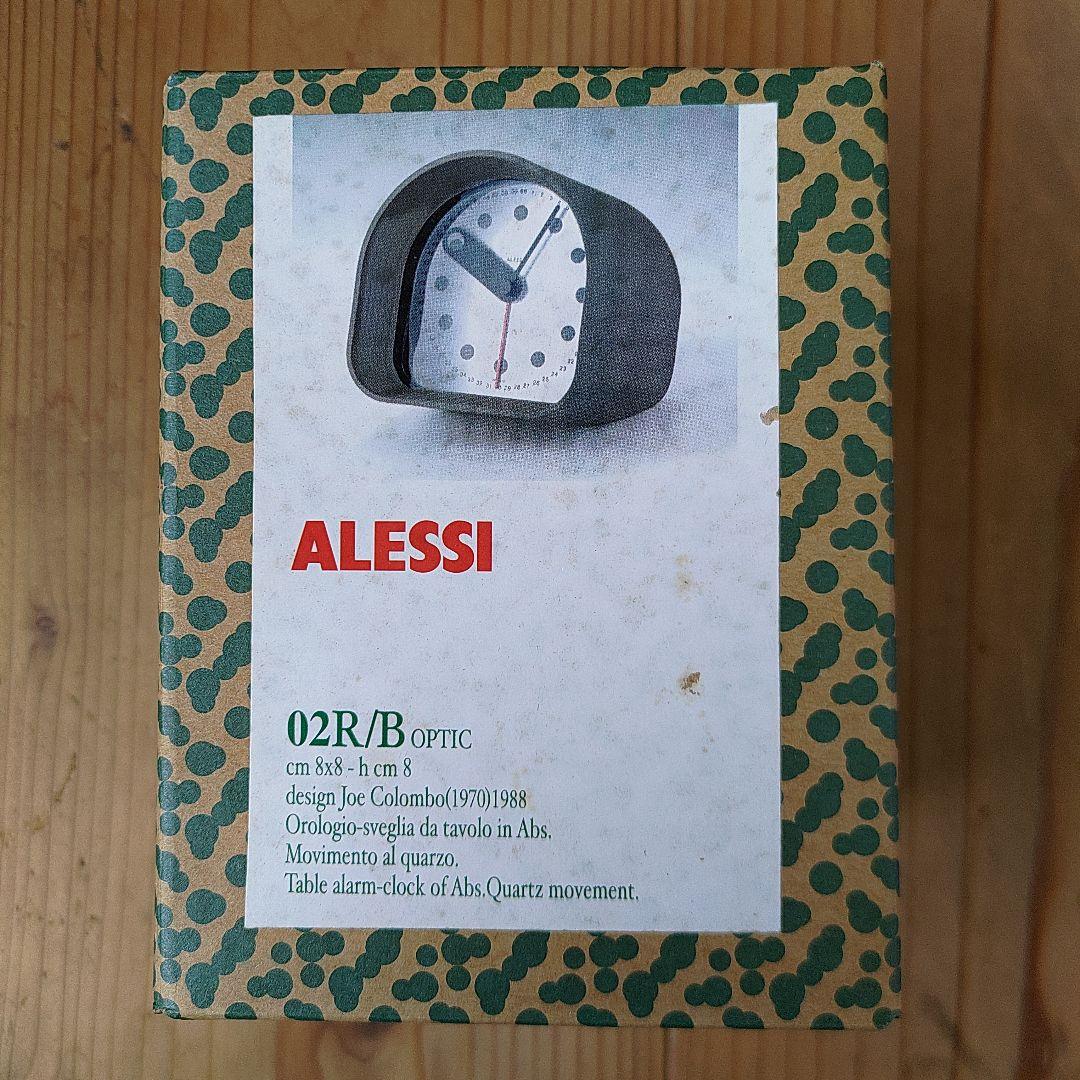 ALESSI
02R/B OPTIC
cm 8x8 - h cm 8
design Joe Colombo(1970)1988
Orologio-sveglia da tavolo in Abs.
Movimento al quarzo.
Table alarm-clock of Abs.Quartz movement.